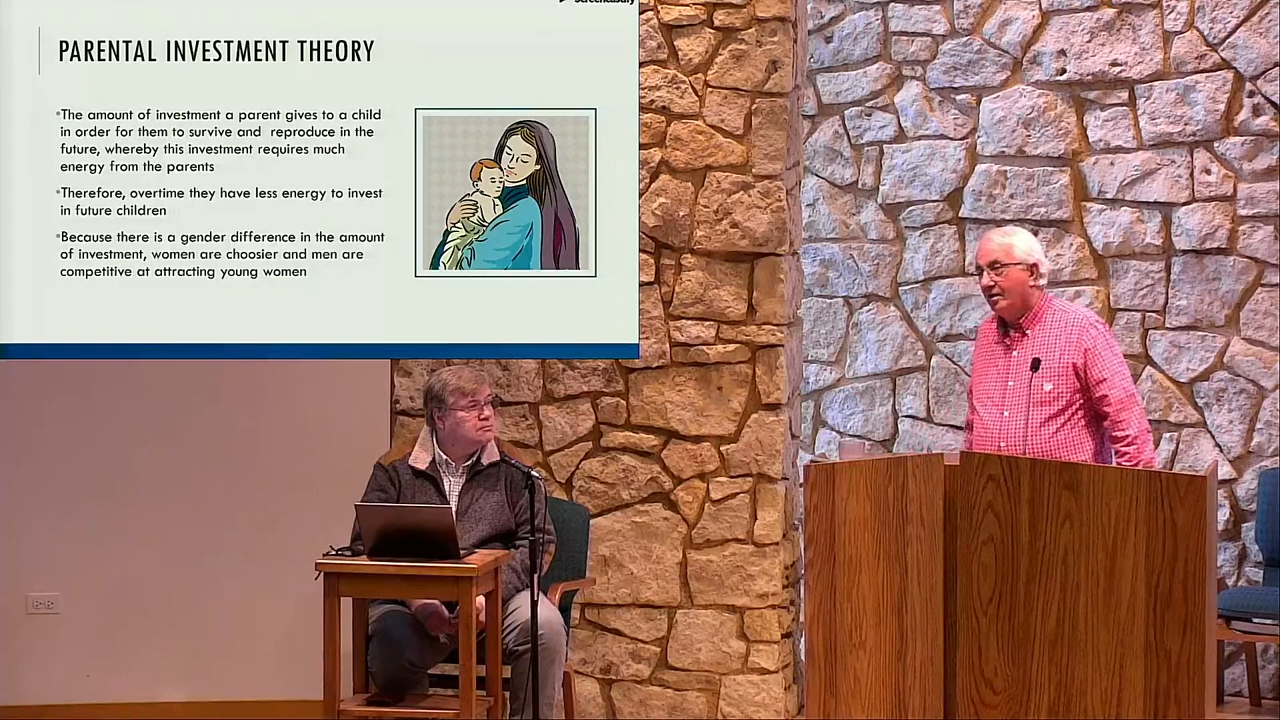 Screencastify
PARENTAL INVESTMENT THEORY
•The amount of investment a parent gives to a child
in order for them to survive and reproduce in the
future, whereby this investment requires much
energy from the parents
•Therefore, overtime they have less energy to invest
in future children
•Because there is a gender difference in the amount
of investment, women are choosier and men are
competitive at attracting young women